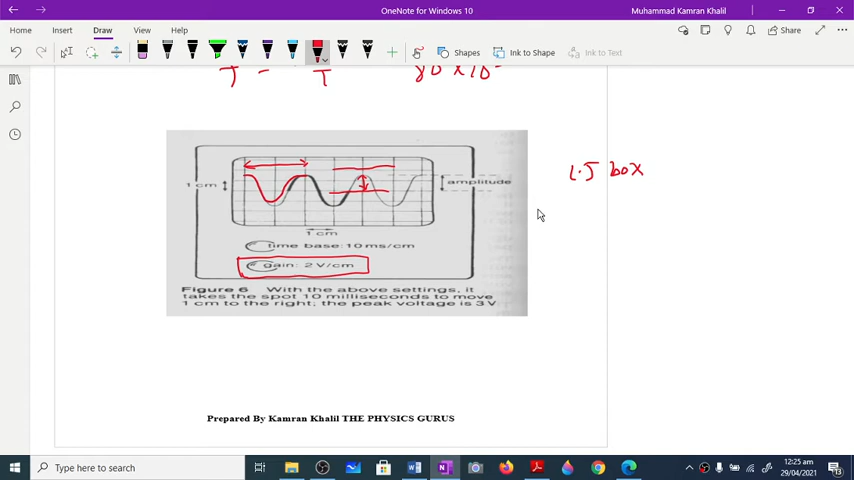 OneNote for Windows 10
Muhammad Kamran Khalil
Home Insert Draw View Help
Share
Shapes
Ink to Shape
Ink to Text
T = T 80 x 10
1 cm
amplitude
1.5 box
1 cm
time base: 10 ms/cm
gain: 2 V/cm
Figure 6 With the above settings, it
takes the spot 10 milliseconds to move
1 cm to the right; the peak voltage is 3 V
Prepared By Kamran Khalil THE PHYSICS GURUS
Type here to search
12:25 am
29/04/2021